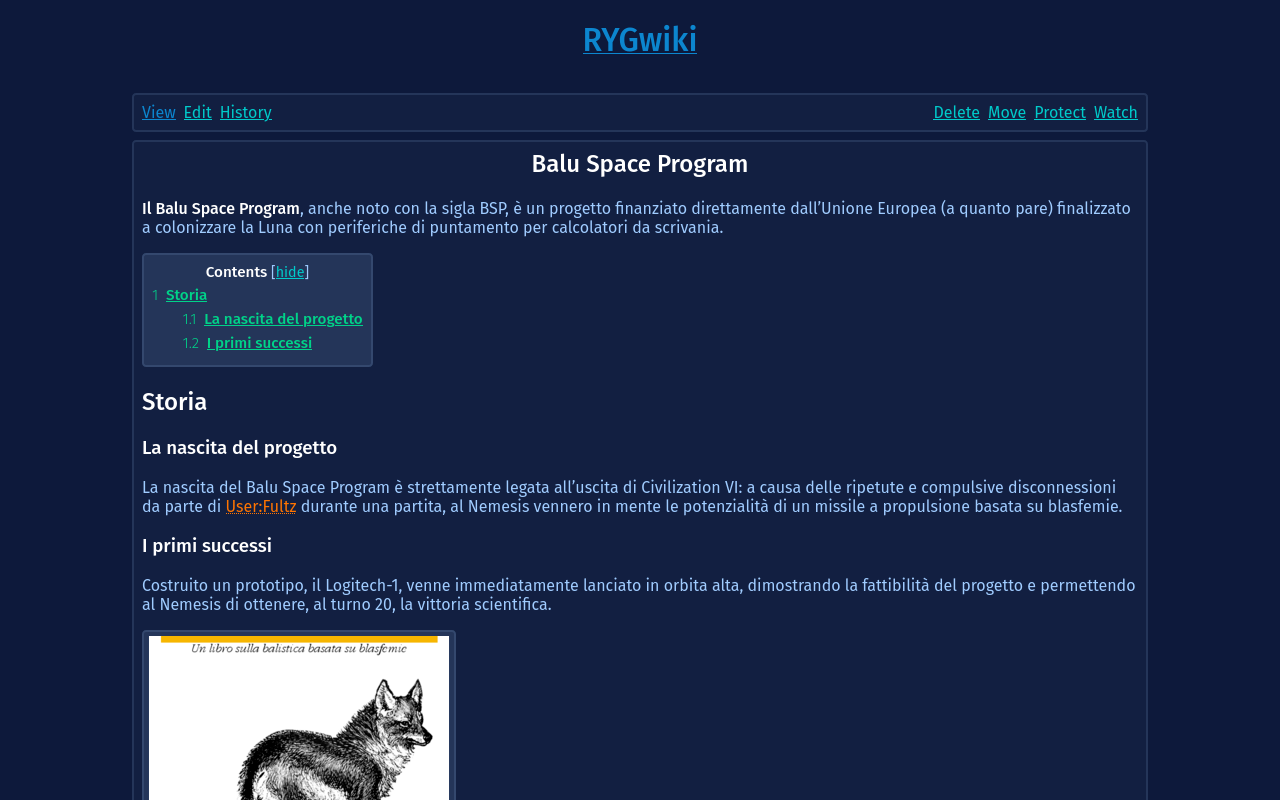 RYGwiki
View Edit History Delete Move Protect Watch
Balu Space Program
Il Balu Space Program, anche noto con la sigla BSP, è un progetto finanziato direttamente dall’Unione Europea (a quanto pare) finalizzato
a colonizzare la Luna con periferiche di puntamento per calcolatori da scrivania.
Contents [hide]
1 Storia
1.1 La nascita del progetto
1.2 I primi successi
Storia
La nascita del progetto
La nascita del Balu Space Program è strettamente legata all’uscita di Civilization VI: a causa delle ripetute e compulsive disconnessioni
da parte di User:Fultz durante una partita, al Nemesis vennero in mente le potenzialità di un missile a propulsione basata su blasfemie.
I primi successi
Costruito un prototipo, il Logitech-1, venne immediatamente lanciato in orbita alta, dimostrando la fattibilità del progetto e permettendo
al Nemesis di ottenere, al turno 20, la vittoria scientifica.
Un libro sulla balistica basata su blasfemie